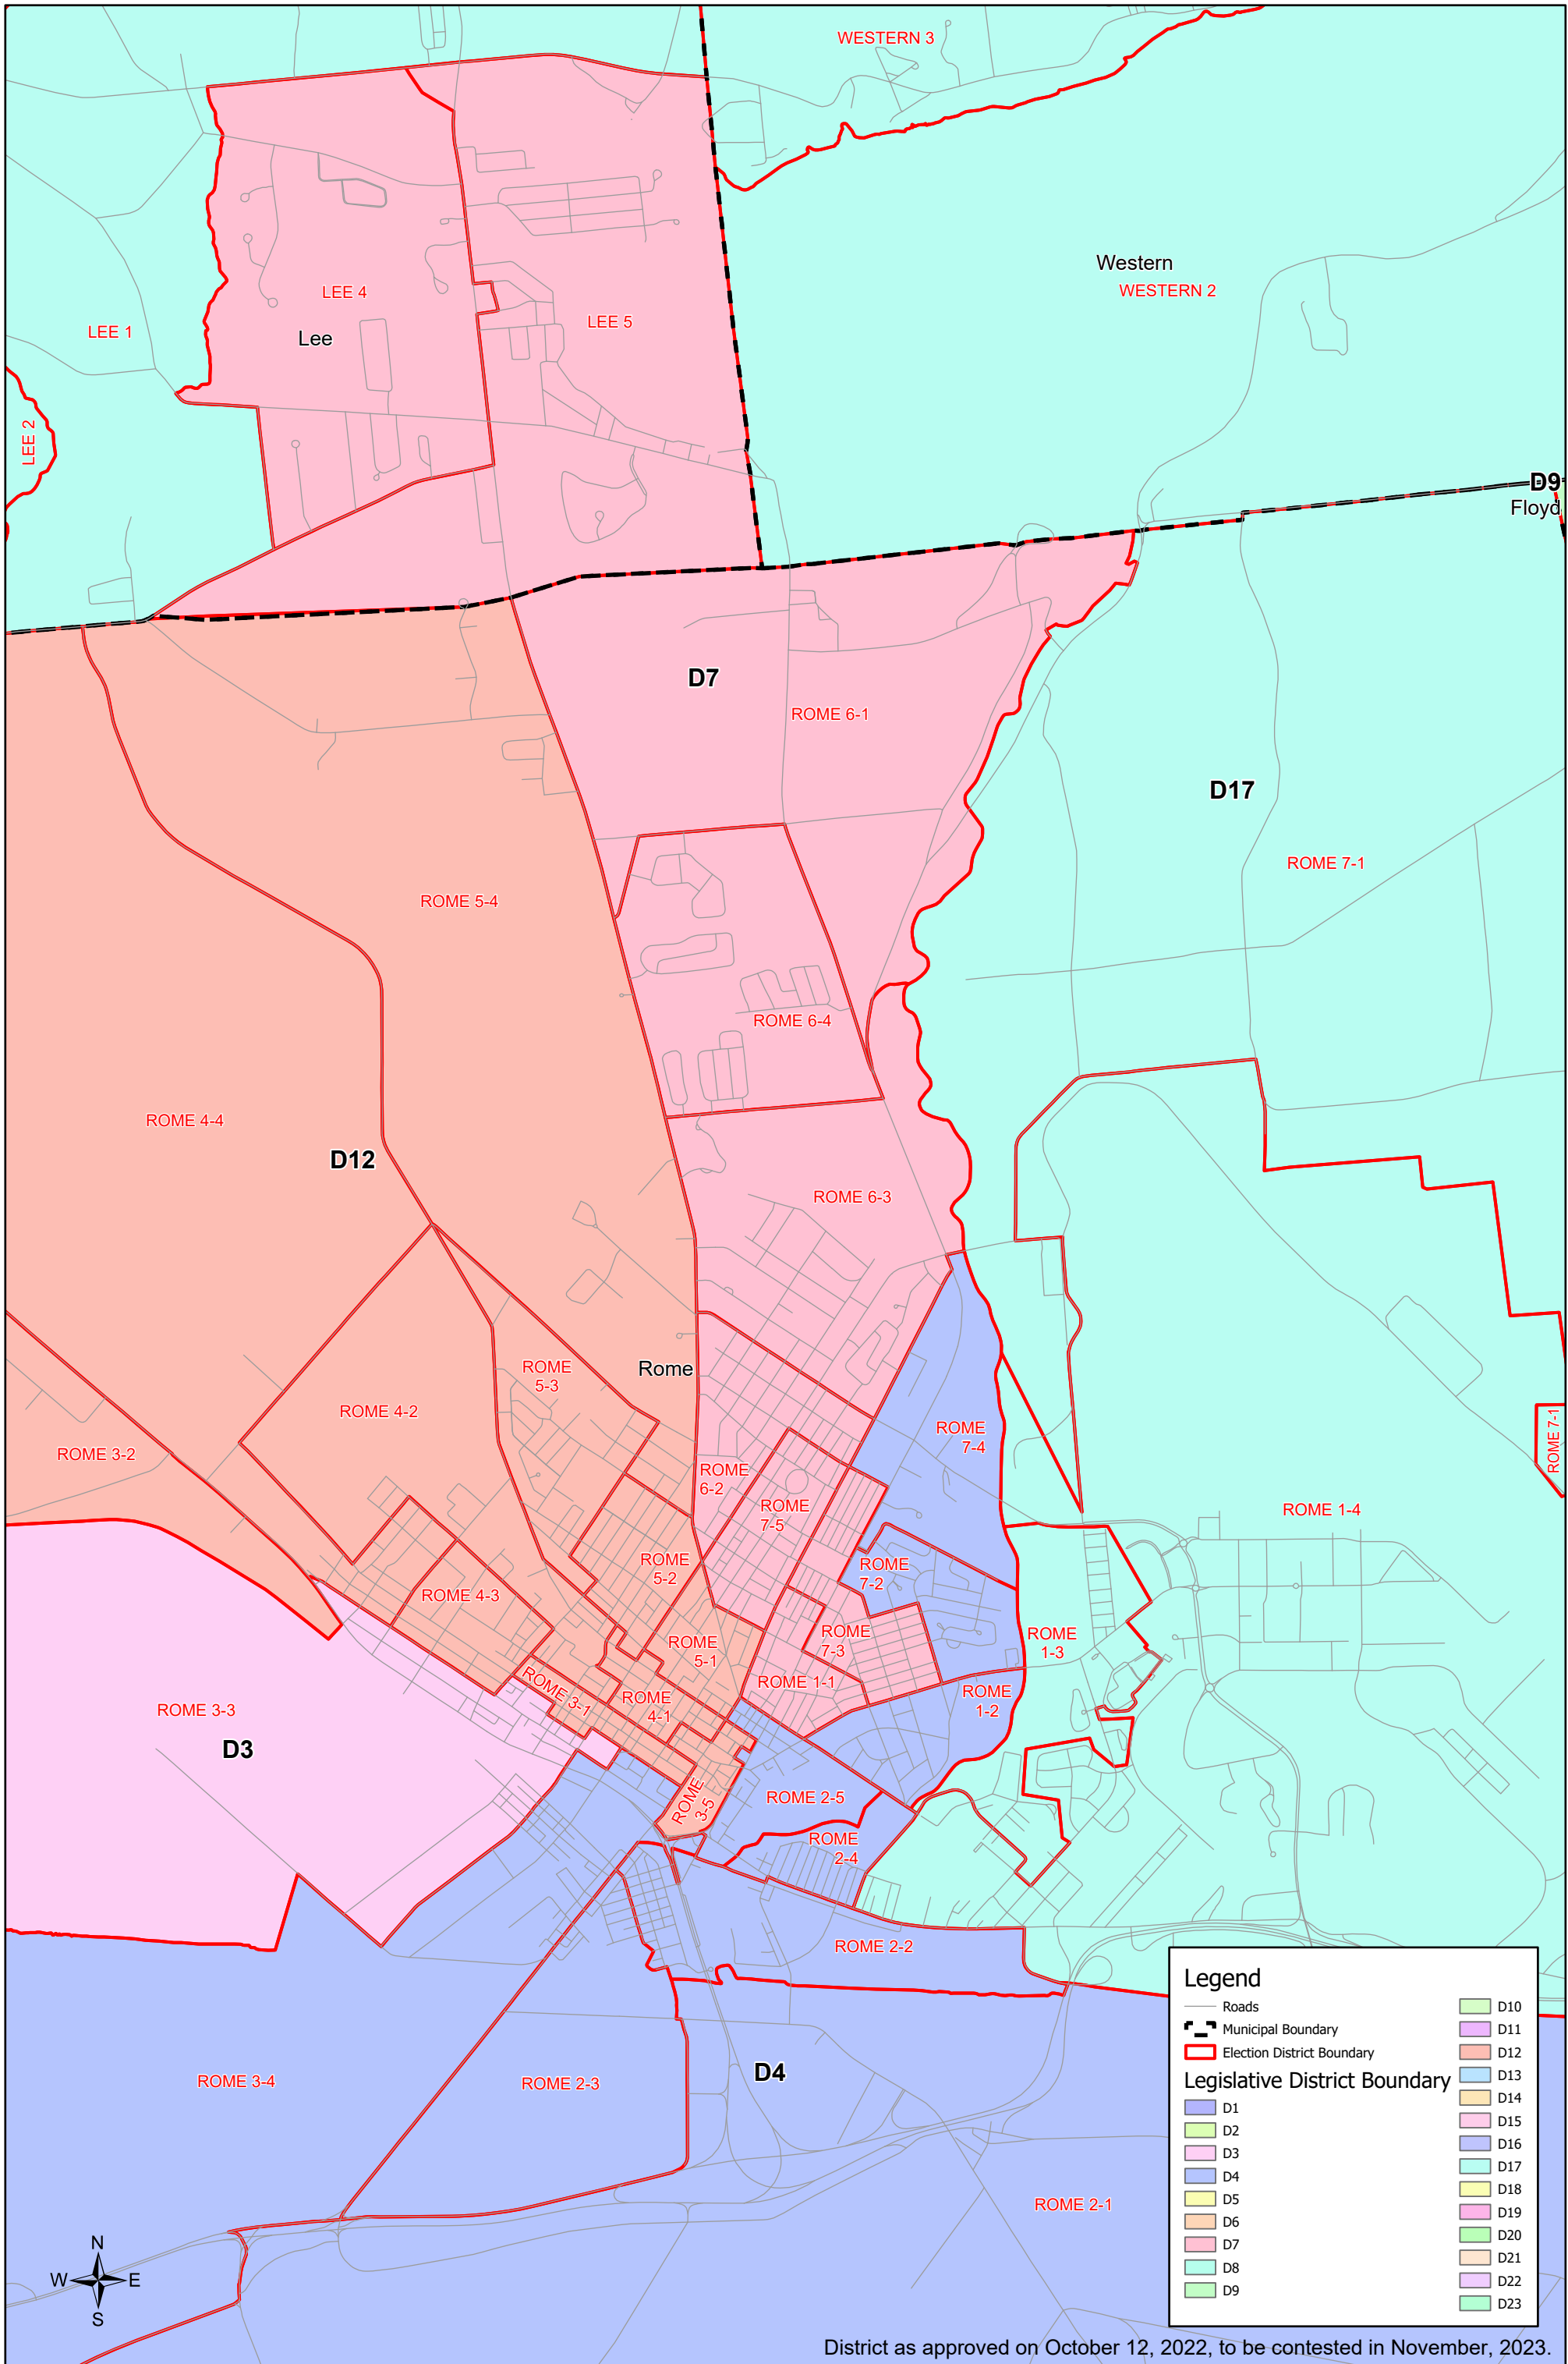 WESTERN 3
Western
WESTERN 2
LEE 4
LEE 5
LEE 1
Lee
LEE 2
D9
Floyd
D7
ROME 6-1
D17
ROME 7-1
ROME 5-4
ROME 6-4
ROME 4-4
D12
ROME 6-3
Rome
ROME
5-3
ROME 4-2
ROME
7-4
ROME 7-1
ROME 3-2
ROME
6-2
ROME
7-5
ROME 1-4
ROME
5-2
ROME
7-2
ROME 4-3
ROME
7-3
ROME
1-3
ROME
5-1
ROME 1-1
ROME 3-1
ROME
4-1
ROME
1-2
ROME 3-3
D3
ROME
3-5
ROME 2-5
ROME
2-4
ROME 2-2
D4
ROME 3-4
ROME 2-3
ROME 2-1
Legend
Roads
Municipal Boundary
Election District Boundary
Legislative District Boundary
D1
D2
D3
D4
D5
D6
D7
D8
D9
D10
D11
D12
D13
D14
D15
D16
D17
D18
D19
D20
D21
D22
D23
N
W
E
S
District as approved on October 12, 2022, to be contested in November, 2023.